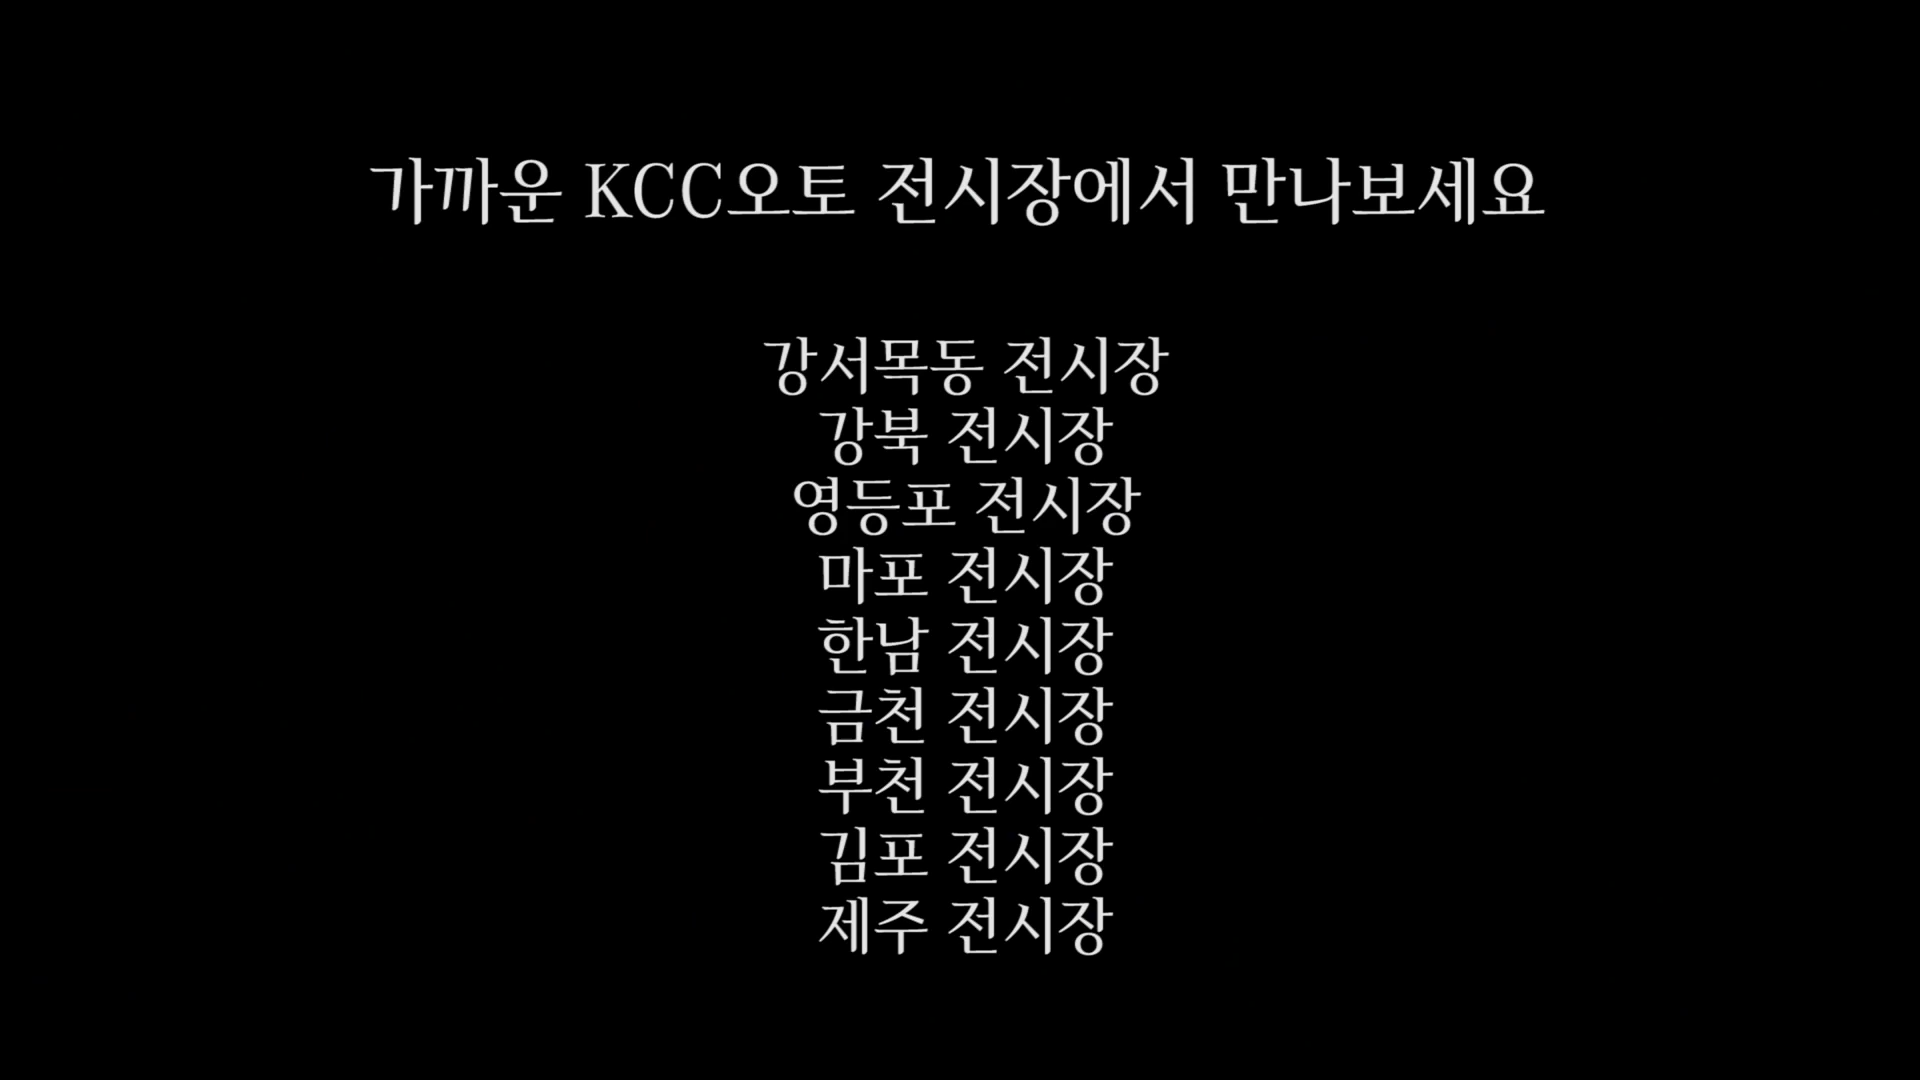 가까운 KCC오토 전시장에서 만나보세요
강서목동 전시장
강북 전시장
영등포 전시장
마포 전시장
한남 전시장
금천 전시장
부천 전시장
김포 전시장
제주 전시장